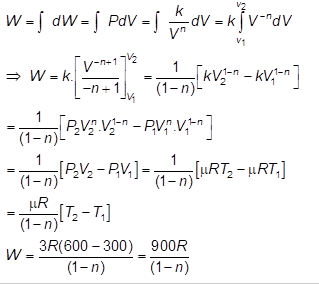 W = ∫ dW = ∫ PdV = ∫ k/Vⁿ dV = k ∫_{v₁}^{v₂} V⁻ⁿdV
⇒ W = k.[V^{-n+1}/(-n+1)]_{V₁}^{V₂} = 1/(1-n) [kV₂^{1-n} - kV₁^{1-n}]
= 1/(1-n) [P₂V₂ⁿ.V₂^{1-n} - P₁V₁ⁿ.V₁^{1-n}]
= 1/(1-n) [P₂V₂ - P₁V₁] = 1/(1-n) [μRT₂ - μRT₁]
= μR/(1-n) [T₂ - T₁]
W = 3R(600 - 300)/(1-n) = 900R/(1-n)